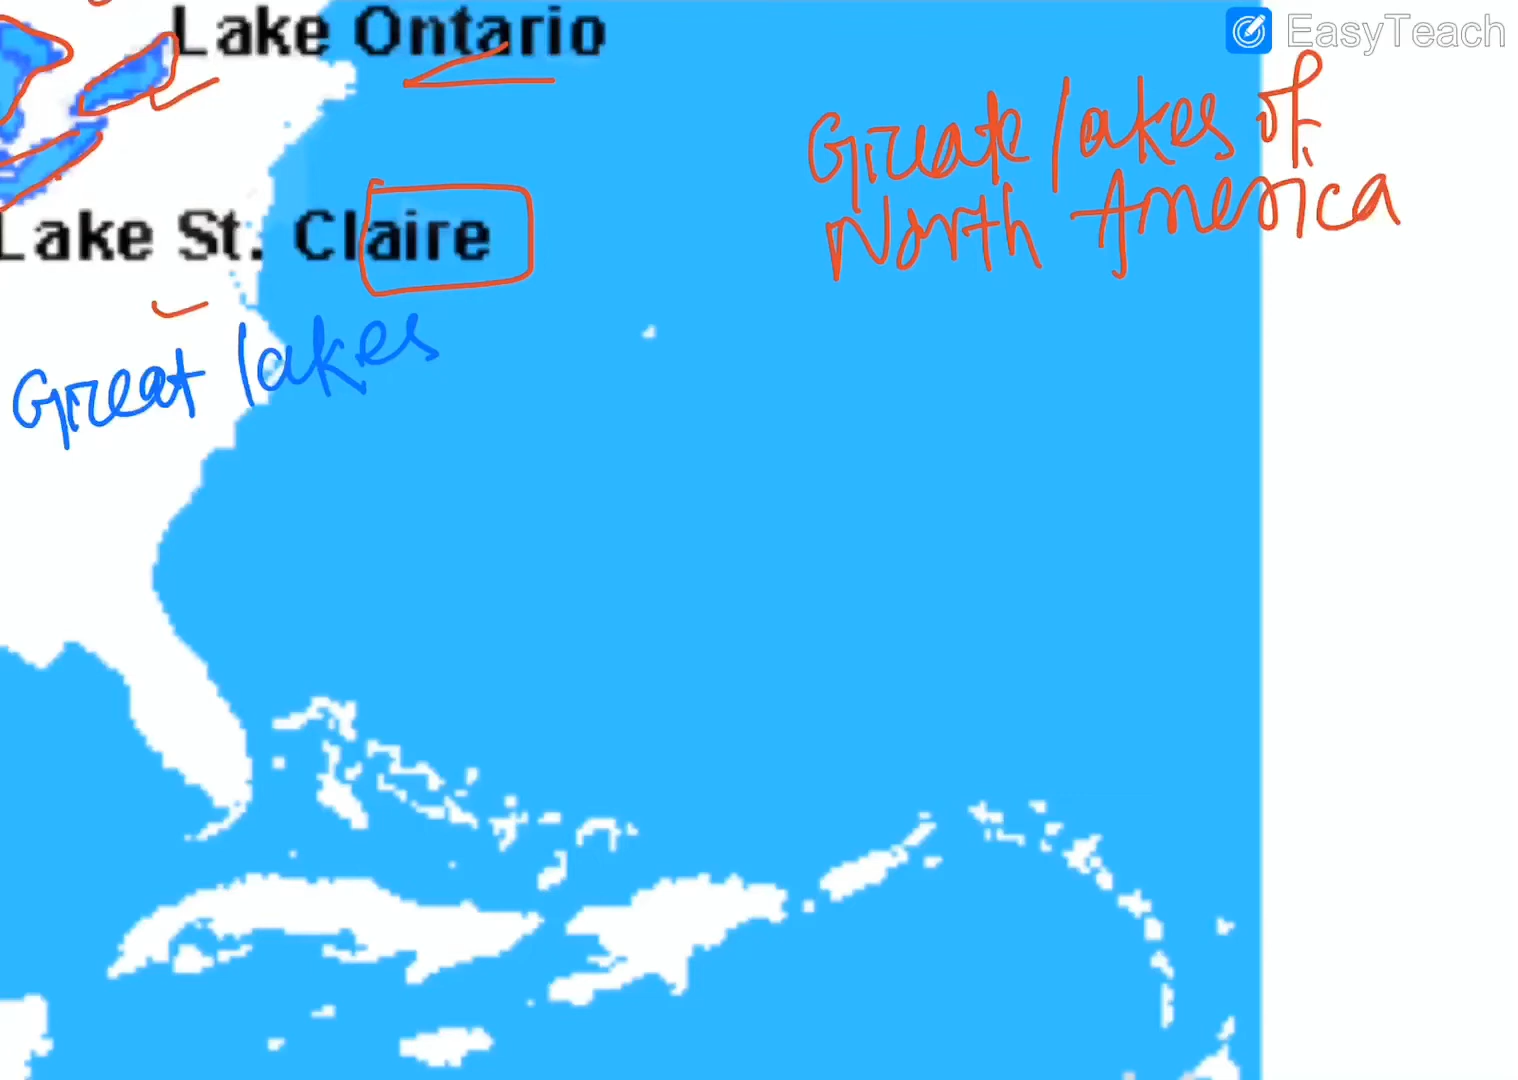 Lake Ontario
EasyTeach
Great lakes of
North America
Lake St. Claire
Great lakes